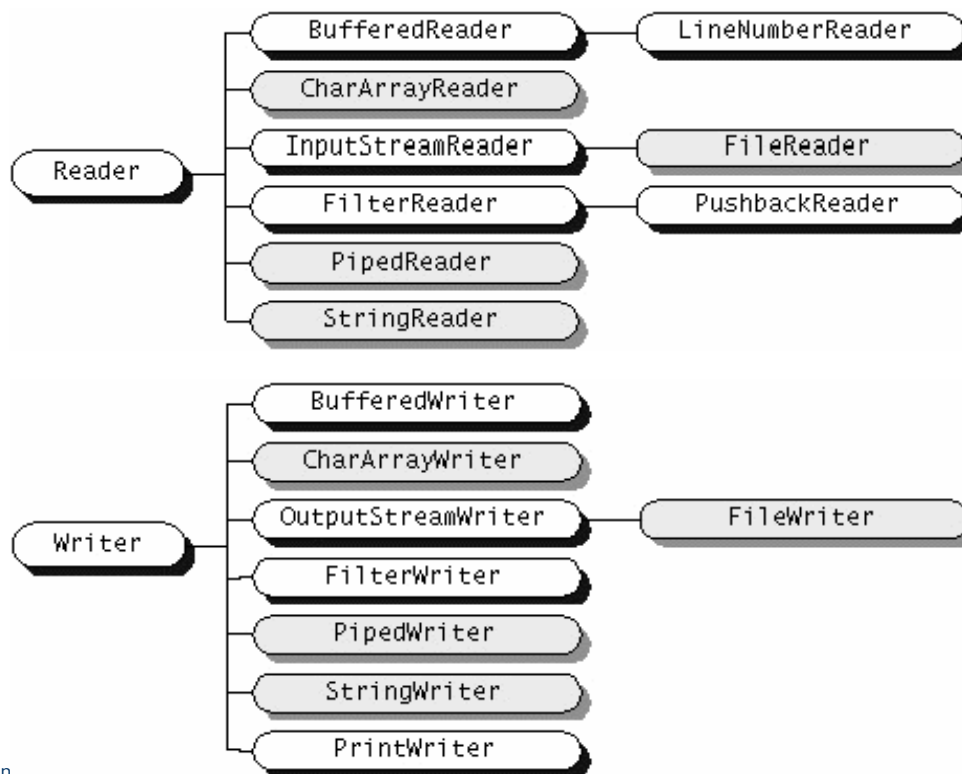 BufferedReader
LineNumberReader
CharArrayReader
InputStreamReader
FileReader
Reader
FilterReader
PushbackReader
PipedReader
StringReader
BufferedWriter
CharArrayWriter
OutputStreamWriter
FileWriter
Writer
FilterWriter
PipedWriter
StringWriter
PrintWriter
n